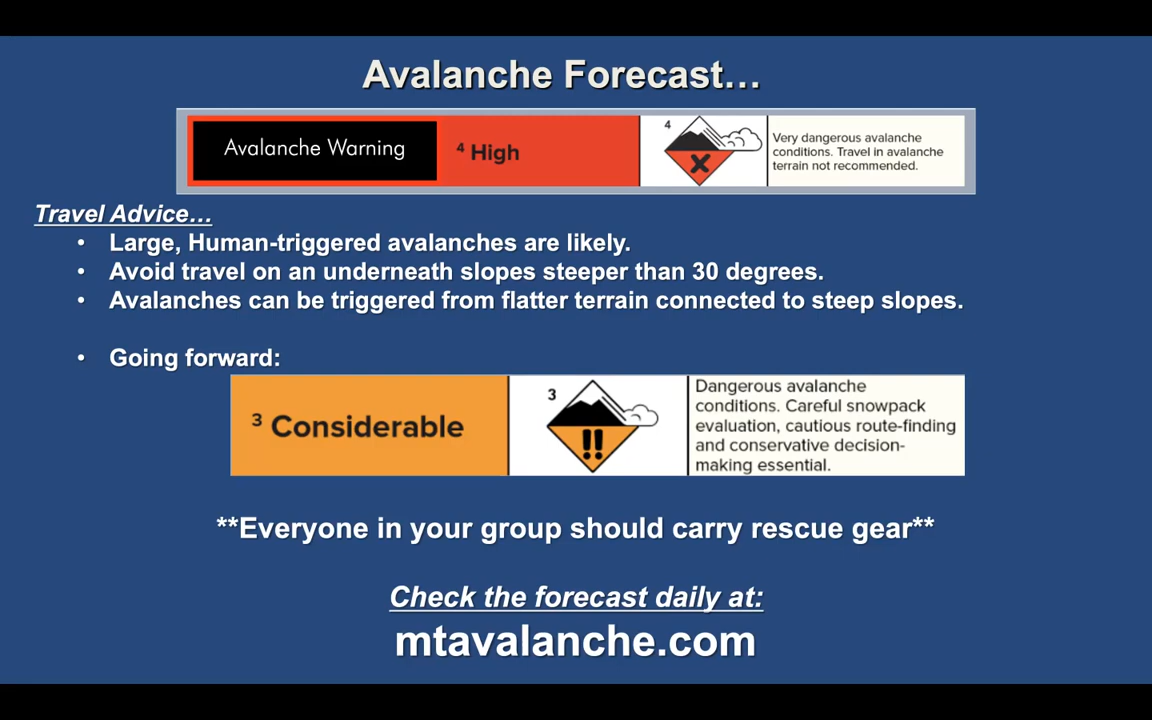 Avalanche Forecast…
Avalanche Warning
4 High
4
Very dangerous avalanche
conditions. Travel in avalanche
terrain not recommended.
Travel Advice…
• Large, Human-triggered avalanches are likely.
• Avoid travel on an underneath slopes steeper than 30 degrees.
• Avalanches can be triggered from flatter terrain connected to steep slopes.
• Going forward:
3 Considerable
3
!!
Dangerous avalanche
conditions. Careful snowpack
evaluation, cautious route-finding
and conservative decision-
making essential.
**Everyone in your group should carry rescue gear**
Check the forecast daily at:
mtavalanche.com